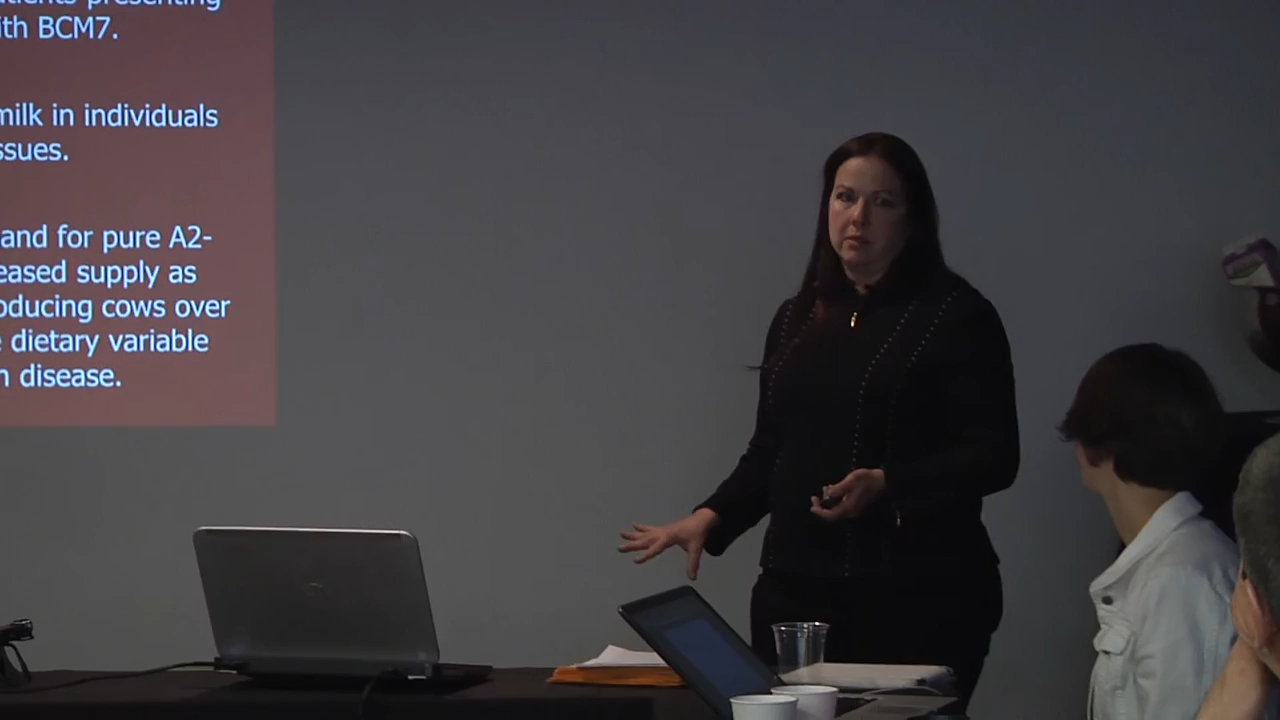 presenting
ith BCM7.
milk in individuals
ssues.
and for pure A2-
eased supply as
oducing cows over
dietary variable
n disease.